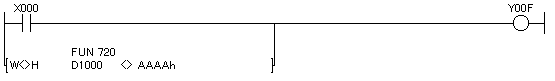 X000 Y00F
FUN 720
[W<>H D1000 <> AAAAh ]